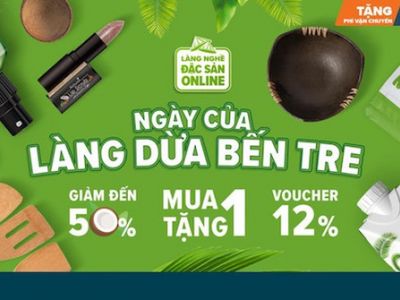 TẶNG
PHÍ VẬN CHUYỂN
LÀNG NGHỀ
ĐẶC SẢN
ONLINE
NGÀY CỦA
LÀNG DỪA BẾN TRE
GIẢM ĐẾN
50%
MUA 1
TẶNG 1
VOUCHER
12%